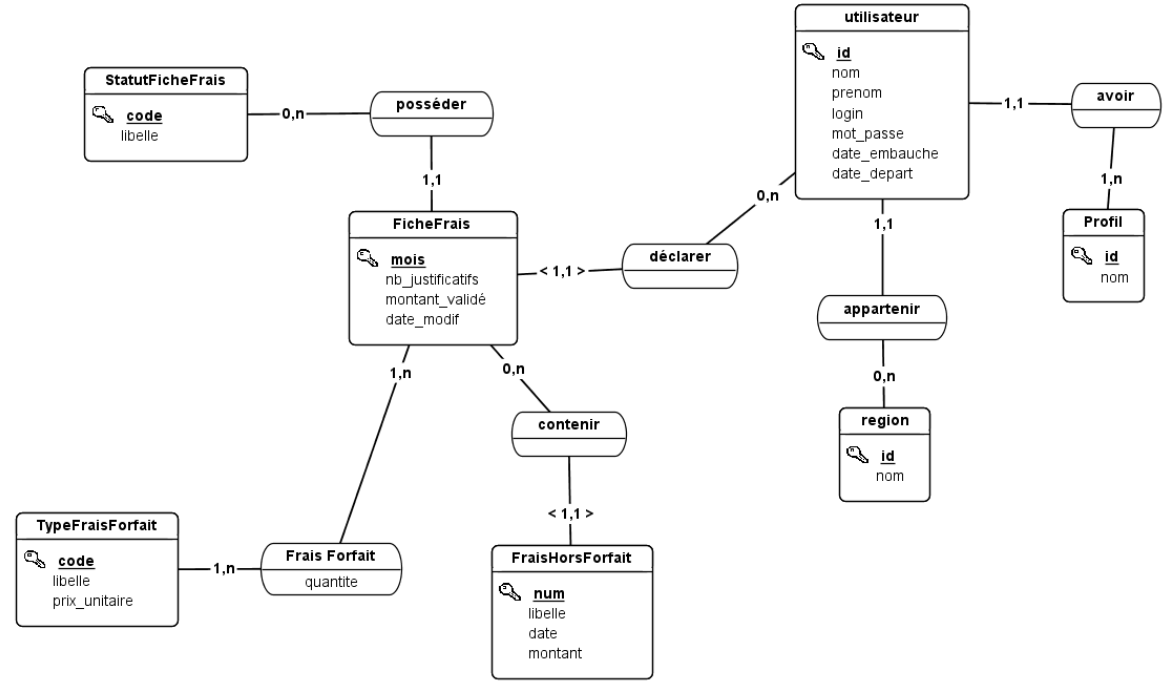 utilisateur
id
nom
prenom
login
mot_passe
date_embauche
date_depart
StatutFicheFrais
code
libelle
0,n
posséder
1,1
1,1
avoir
1,n
Profil
id
nom
FicheFrais
mois
nb_justificatifs
montant_validé
date_modif
< 1,1 >
déclarer
0,n
1,1
appartenir
0,n
region
id
nom
1,n
0,n
contenir
< 1,1 >
TypeFraisForfait
code
libelle
prix_unitaire
1,n
Frais Forfait
quantite
FraisHorsForfait
num
libelle
date
montant